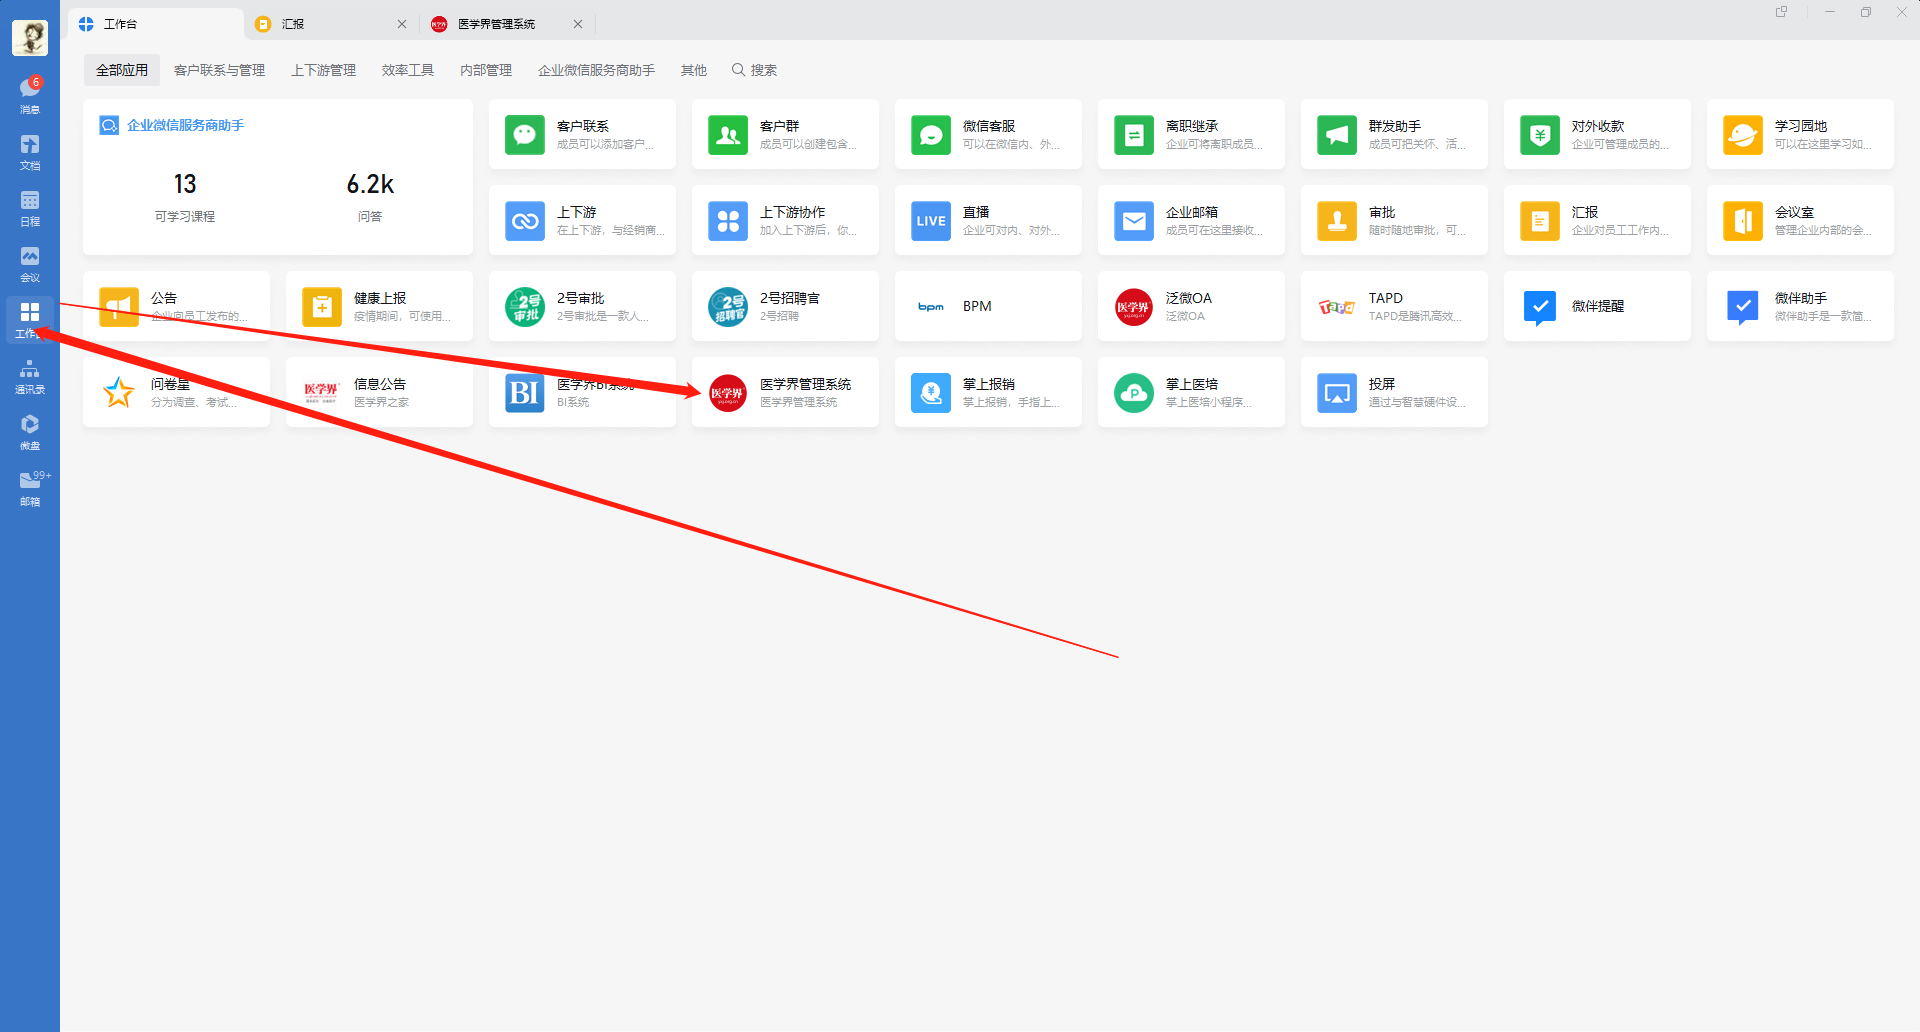 工作台
汇报
医学界管理系统
6
消息
文档
日程
会议
工作
通讯录
微盘
99+
邮箱
全部应用
客户联系与管理
上下游管理
效率工具
内部管理
企业微信服务商助手
其他
搜索
企业微信服务商助手
13
可学习课程
6.2k
问答
客户联系
成员可以添加客户...
客户群
成员可以创建包含...
微信客服
可以在微信内、外...
离职继承
企业可将离职成员...
群发助手
成员可把关怀、活...
对外收款
企业可管理成员的...
学习园地
可以在这里学习如...
上下游
在上下游，与经销商...
上下游协作
加入上下游后，你...
LIVE
直播
企业可对内、对外...
企业邮箱
成员可在这里接收...
审批
随时随地审批，可...
汇报
企业对员工工作内...
会议室
管理企业内部的会...
公告
企业向员工发布的...
健康上报
疫情期间，可使用...
2号
审批
2号审批
2号审批是一款人...
2号
招聘官
2号招聘官
2号招聘
bpm
BPM
医学界
泛微OA
泛微OA
Tapd
TAPD
TAPD是腾讯高效...
微伴提醒
微伴助手
微伴助手是一款简...
问卷星
分为调查、考试...
医学界
信息公告
医学界之家
BI
医学界BI系统
BI系统
医学界
医学界管理系统
医学界管理系统
掌上报销
掌上报销，手指上...
P
掌上医培
掌上医培小程序...
投屏
通过与智慧硬件设...